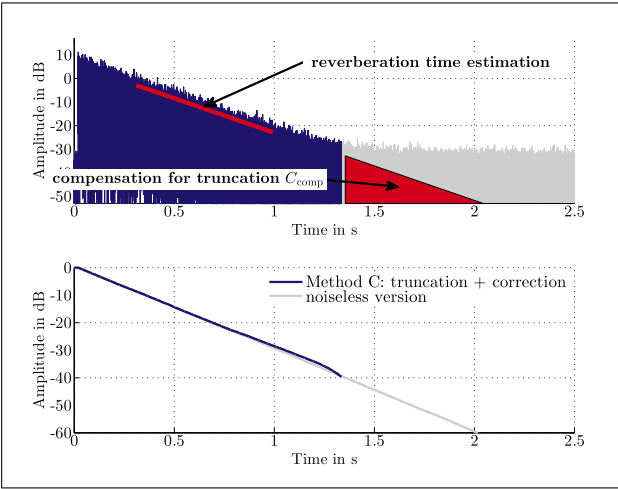 10
reverberation time estimation
0
-10
-20
-30
compensation for truncation C_comp
-50
0 0.5 1 1.5 2 2.5
Time in s
Amplitude in dB
0
Method C: truncation + correction
noiseless version
-10
-20
-30
-40
-50
-60
0 0.5 1 1.5 2 2.5
Time in s
Amplitude in dB